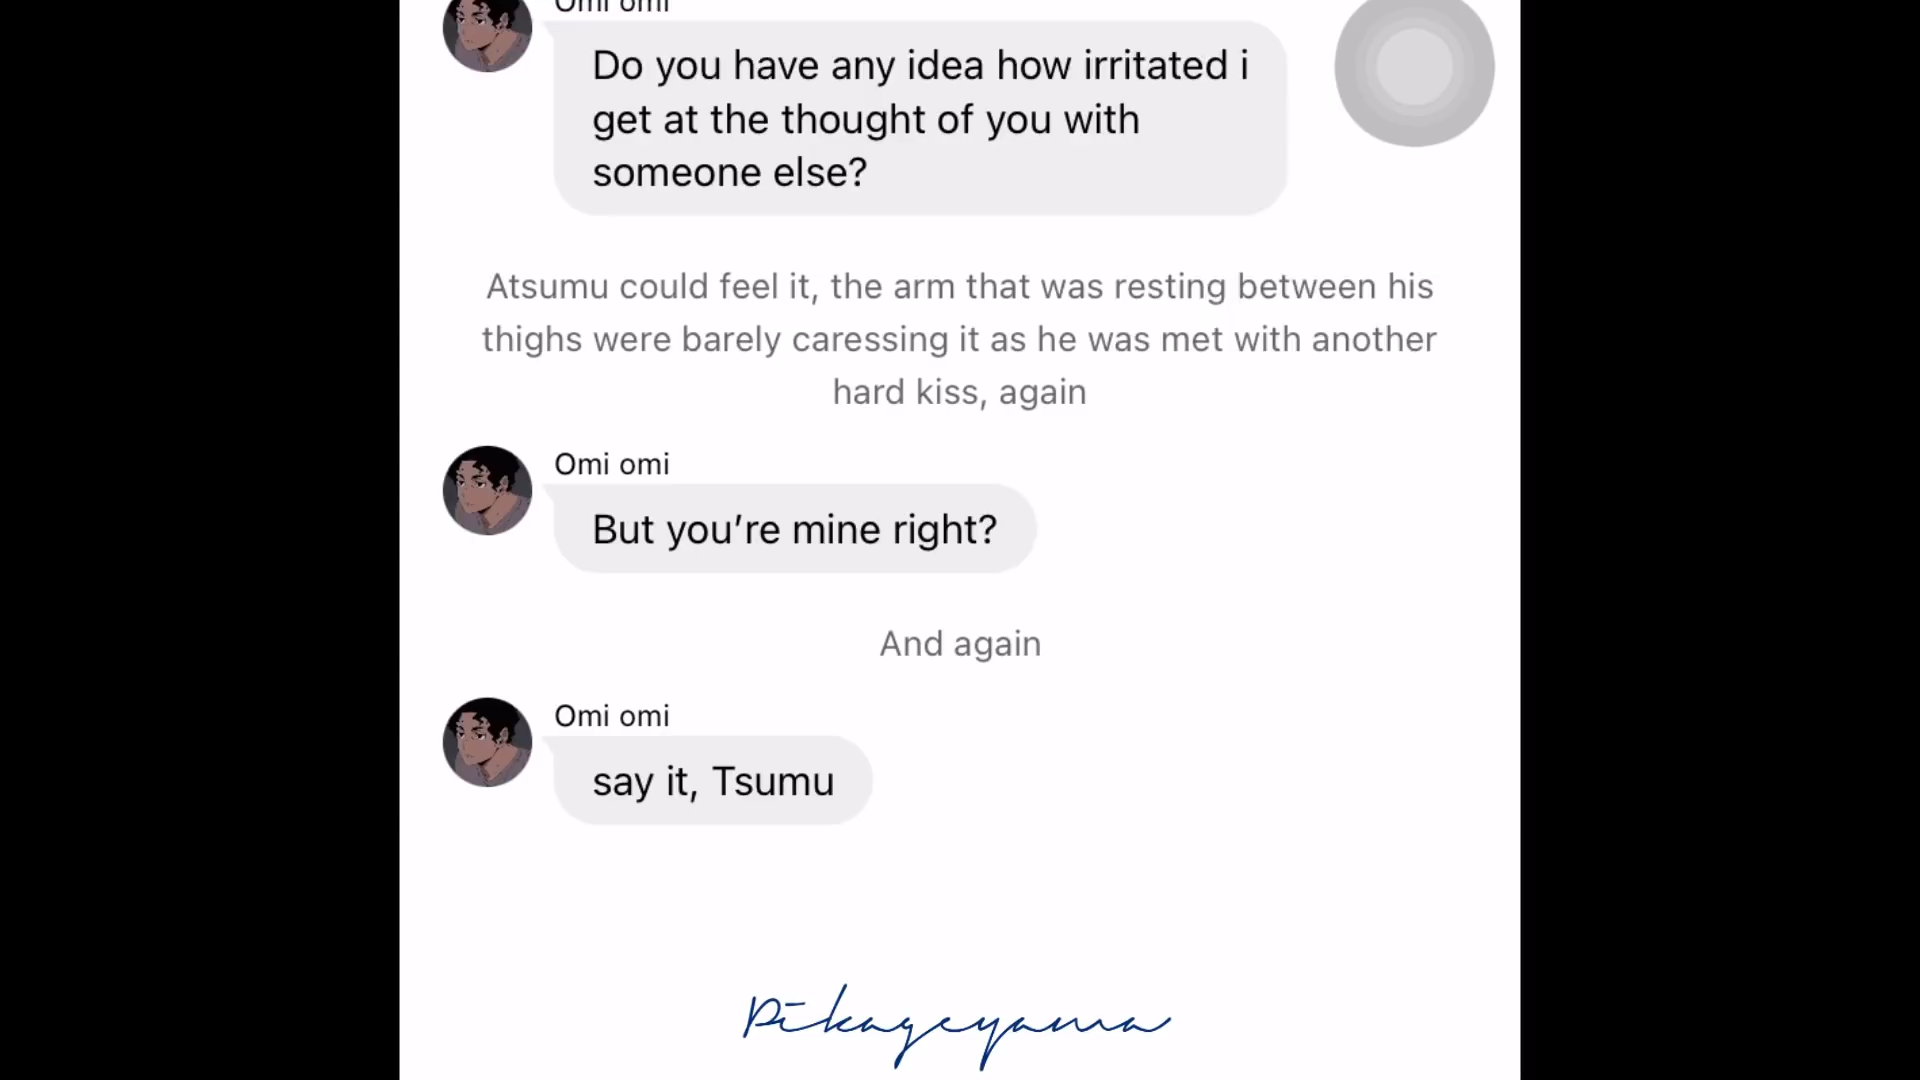 Omi omi
Do you have any idea how irritated i
get at the thought of you with
someone else?
Atsumu could feel it, the arm that was resting between his
thighs were barely caressing it as he was met with another
hard kiss, again
Omi omi
But you’re mine right?
And again
Omi omi
say it, Tsumu
Pikageyama